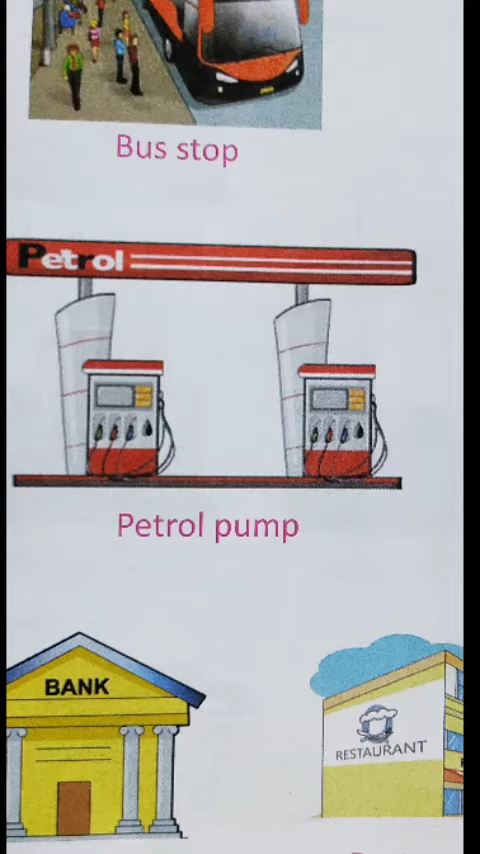 Bus stop
Petrol
Petrol pump
BANK
RESTAURANT